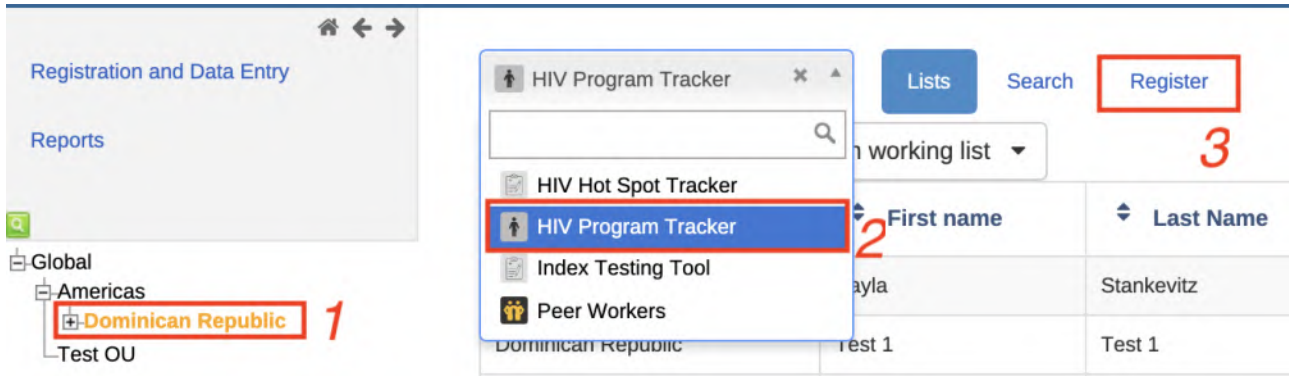 Registration and Data Entry
Reports
Global
Americas
Dominican Republic
1
Test OU
HIV Program Tracker
Lists
Search
Register
3
working list
HIV Hot Spot Tracker
HIV Program Tracker
2
Index Testing Tool
Peer Workers
First name
Last Name
ayla
Stankevitz
Dominican Republic
Test 1
Test 1